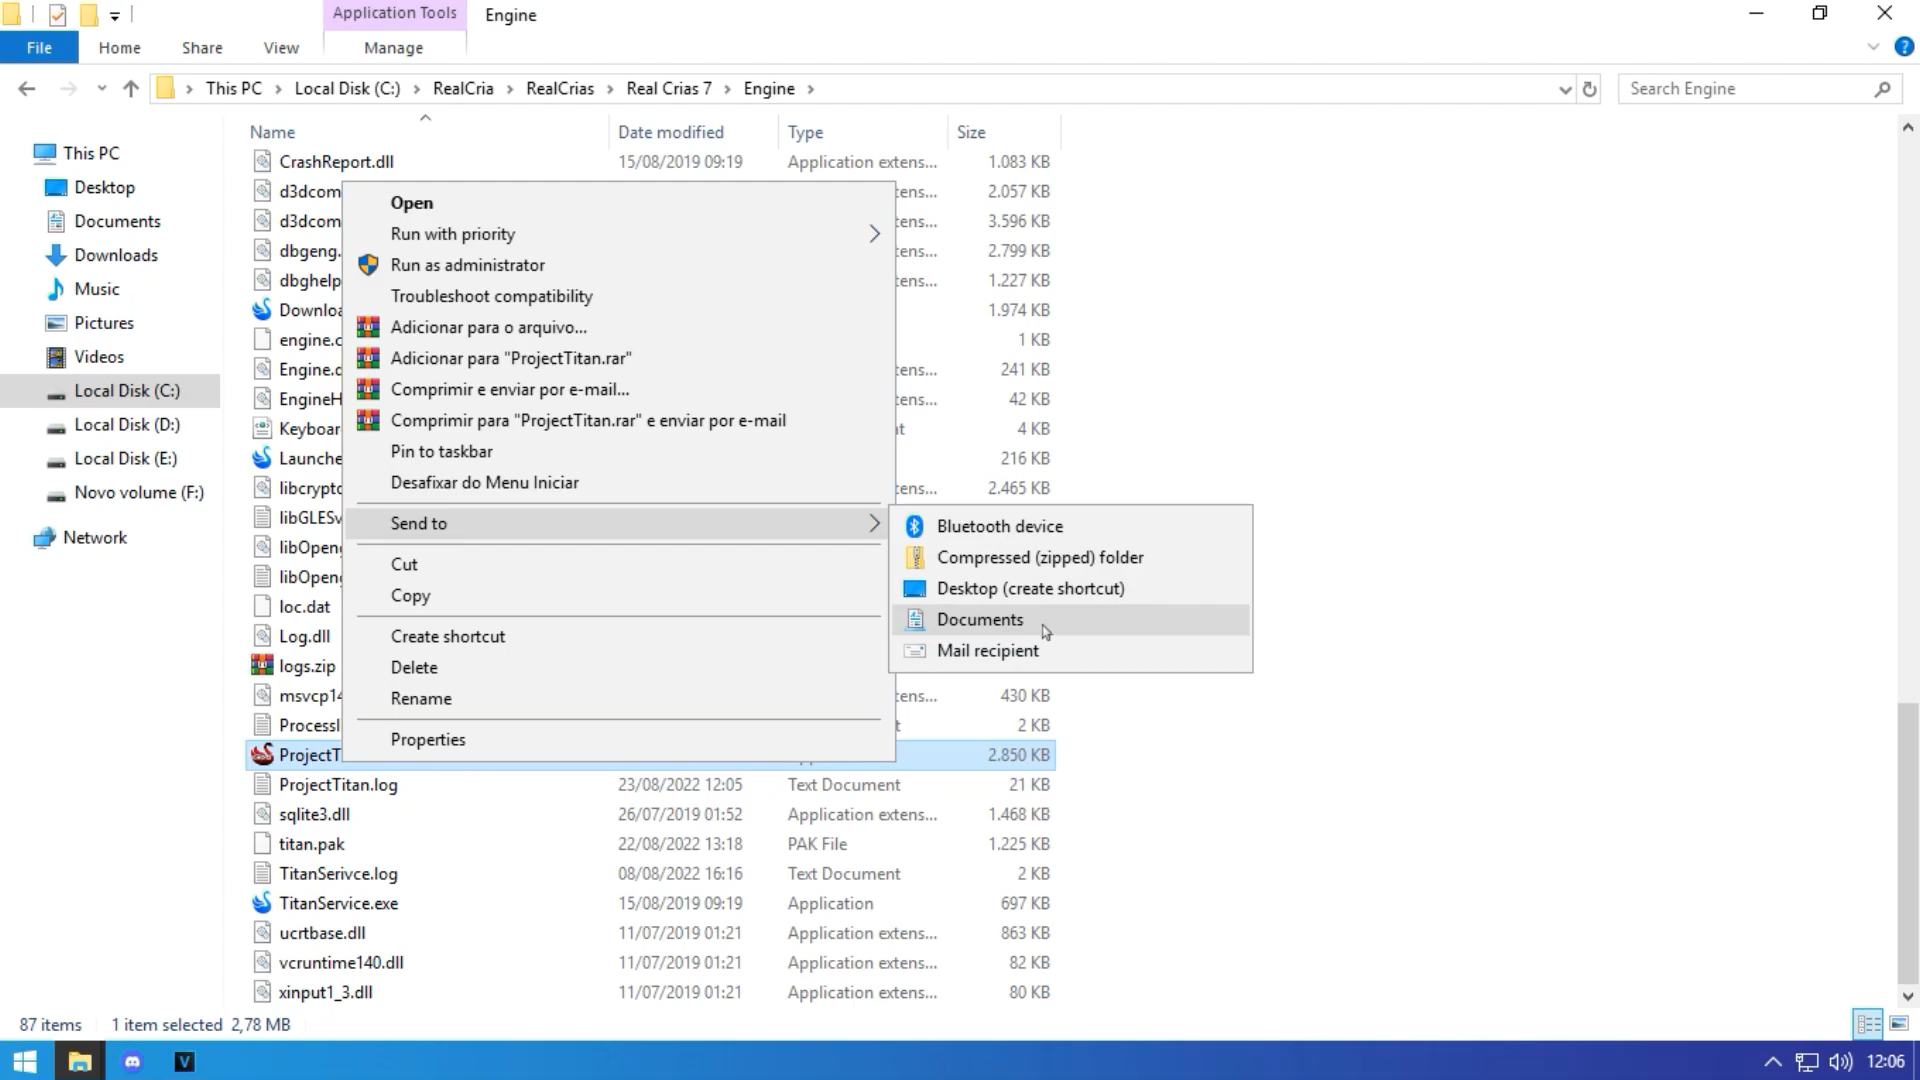 Application Tools
Engine
File
Home
Share
View
Manage
This PC
Local Disk (C:)
RealCria
RealCrias
Real Crias 7
Engine
Search Engine
Name
Date modified
Type
Size
This PC
Desktop
Documents
Downloads
Music
Pictures
Videos
Local Disk (C:)
Local Disk (D:)
Local Disk (E:)
Novo volume (F:)
Network
CrashReport.dll 15/08/2019 09:19 Application extens... 1.083 KB
d3dcom tens... 2.057 KB
d3dcom tens... 3.596 KB
dbgeng. tens... 2.799 KB
dbghelp tens... 1.227 KB
Downloa 1.974 KB
engine.c 1 KB
Engine.d tens... 241 KB
EngineH tens... 42 KB
Keyboar 4 KB
Launche 216 KB
libcrypto tens... 2.465 KB
libGLESv
libOpen
libOpen
loc.dat
Log.dll
logs.zip
msvcp14 tens... 430 KB
ProcessI 2 KB
ProjectT 2.850 KB
ProjectTitan.log 23/08/2022 12:05 Text Document 21 KB
sqlite3.dll 26/07/2019 01:52 Application extens... 1.468 KB
titan.pak 22/08/2022 13:18 PAK File 1.225 KB
TitanSerivce.log 08/08/2022 16:16 Text Document 2 KB
TitanService.exe 15/08/2019 09:19 Application 697 KB
ucrtbase.dll 11/07/2019 01:21 Application extens... 863 KB
vcruntime140.dll 11/07/2019 01:21 Application extens... 82 KB
xinput1_3.dll 11/07/2019 01:21 Application extens... 80 KB
Open
Run with priority
Run as administrator
Troubleshoot compatibility
Adicionar para o arquivo...
Adicionar para "ProjectTitan.rar"
Comprimir e enviar por e-mail...
Comprimir para "ProjectTitan.rar" e enviar por e-mail
Pin to taskbar
Desafixar do Menu Iniciar
Send to
Cut
Copy
Create shortcut
Delete
Rename
Properties
Bluetooth device
Compressed (zipped) folder
Desktop (create shortcut)
Documents
Mail recipient
87 items
1 item selected 2,78 MB
V
12:06